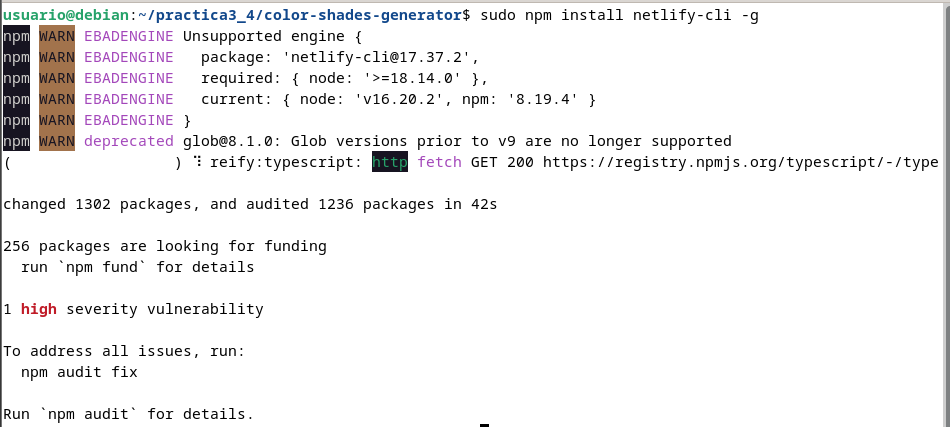 usuario@debian:~/practica3_4/color-shades-generator$ sudo npm install netlify-cli -g
npm WARN EBADENGINE Unsupported engine {
npm WARN EBADENGINE   package: 'netlify-cli@17.37.2',
npm WARN EBADENGINE   required: { node: '>=18.14.0' },
npm WARN EBADENGINE   current: { node: 'v16.20.2', npm: '8.19.4' }
npm WARN EBADENGINE }
npm WARN deprecated glob@8.1.0: Glob versions prior to v9 are no longer supported
(                  ) ⠹ reify:typescript: http fetch GET 200 https://registry.npmjs.org/typescript/-/type
changed 1302 packages, and audited 1236 packages in 42s
256 packages are looking for funding
  run `npm fund` for details
1 high severity vulnerability
To address all issues, run:
  npm audit fix
Run `npm audit` for details.